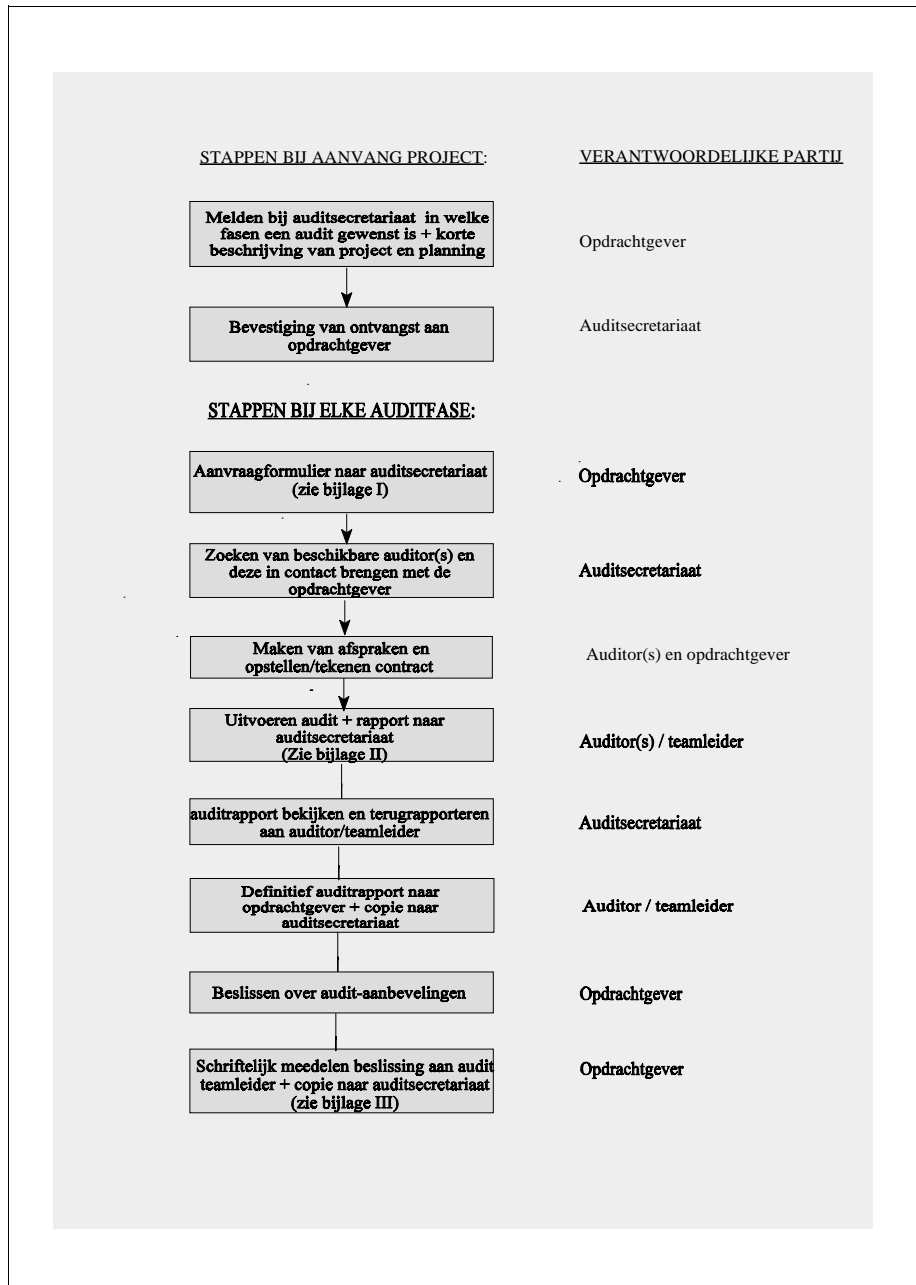 STAPPEN BIJ AANVANG PROJECT:
VERANTWOORDELIJKE PARTIJ
Melden bij auditsecretariaat in welke
fasen een audit gewenst is + korte
beschrijving van project en planning
Opdrachtgever
Bevestiging van ontvangst aan
opdrachtgever
Auditsecretariaat
STAPPEN BIJ ELKE AUDITFASE:
Aanvraagformulier naar auditsecretariaat
(zie bijlage I)
Opdrachtgever
Zoeken van beschikbare auditor(s) en
deze in contact brengen met de
opdrachtgever
Auditsecretariaat
Maken van afspraken en
opstellen/tekenen contract
Auditor(s) en opdrachtgever
Uitvoeren audit + rapport naar
auditsecretariaat
(Zie bijlage II)
Auditor(s) / teamleider
auditrapport bekijken en terugrapporteren
aan auditor/teamleider
Auditsecretariaat
Definitief auditrapport naar
opdrachtgever + copie naar
auditsecretariaat
Auditor / teamleider
Beslissen over audit-aanbevelingen
Opdrachtgever
Schriftelijk meedelen beslissing aan audit
teamleider + copie naar auditsecretariaat
(zie bijlage III)
Opdrachtgever